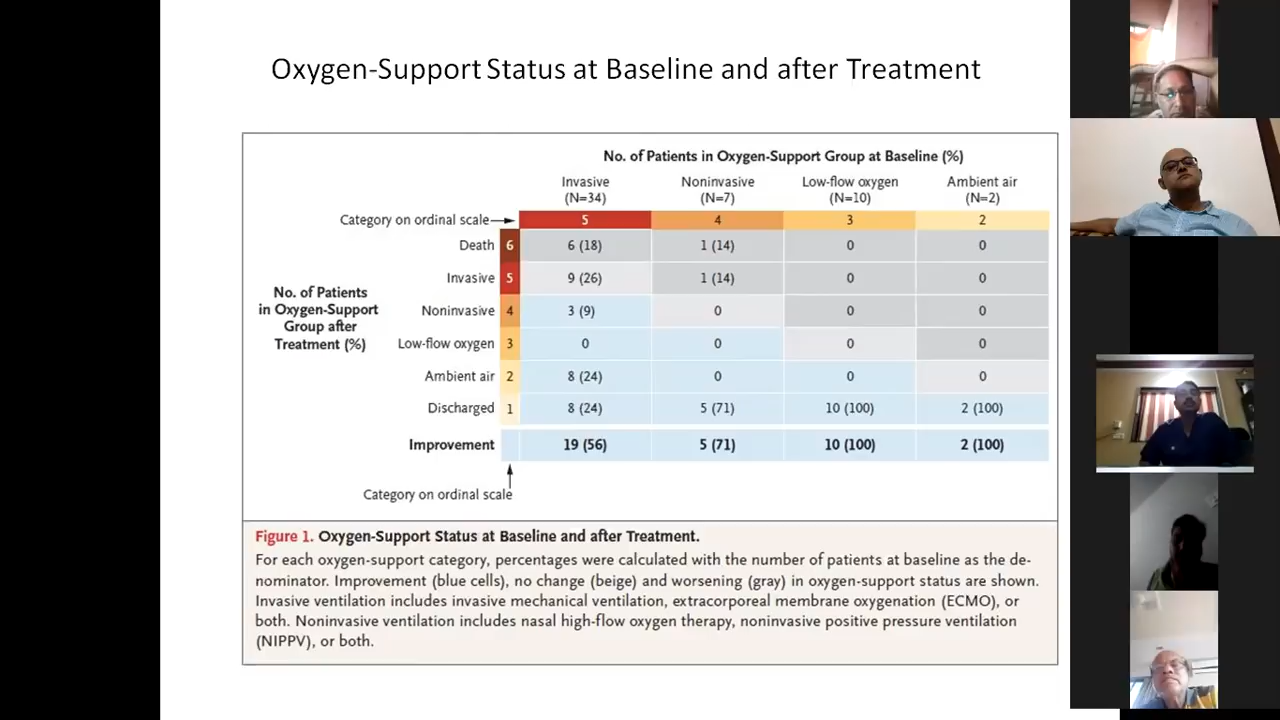 Oxygen-Support Status at Baseline and after Treatment
No. of Patients in Oxygen-Support Group at Baseline (%)
Invasive Noninvasive Low-flow oxygen Ambient air
(N=34) (N=7) (N=10) (N=2)
Category on ordinal scale 5 4 3 2
Death 6 6 (18) 1 (14) 0 0
Invasive 5 9 (26) 1 (14) 0 0
No. of Patients
in Oxygen-Support
Group after
Treatment (%)
Noninvasive 4 3 (9) 0 0 0
Low-flow oxygen 3 0 0 0 0
Ambient air 2 8 (24) 0 0 0
Discharged 1 8 (24) 5 (71) 10 (100) 2 (100)
Improvement 19 (56) 5 (71) 10 (100) 2 (100)
Category on ordinal scale
Figure 1. Oxygen-Support Status at Baseline and after Treatment.
For each oxygen-support category, percentages were calculated with the number of patients at baseline as the de-
nominator. Improvement (blue cells), no change (beige) and worsening (gray) in oxygen-support status are shown.
Invasive ventilation includes invasive mechanical ventilation, extracorporeal membrane oxygenation (ECMO), or
both. Noninvasive ventilation includes nasal high-flow oxygen therapy, noninvasive positive pressure ventilation
(NIPPV), or both.